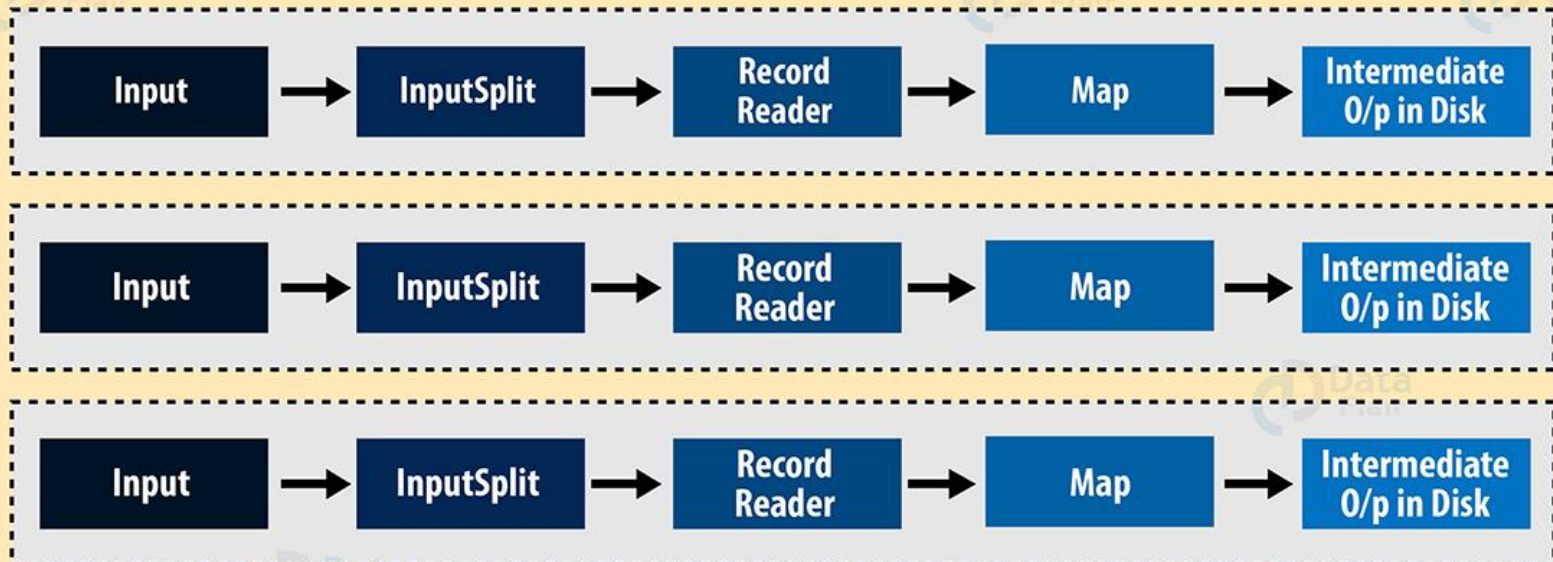 Input
InputSplit
Record
Reader
Map
Intermediate
O/p in Disk
Input
InputSplit
Record
Reader
Map
Intermediate
O/p in Disk
Data
Input
InputSplit
Record
Reader
Map
Intermediate
O/p in Disk